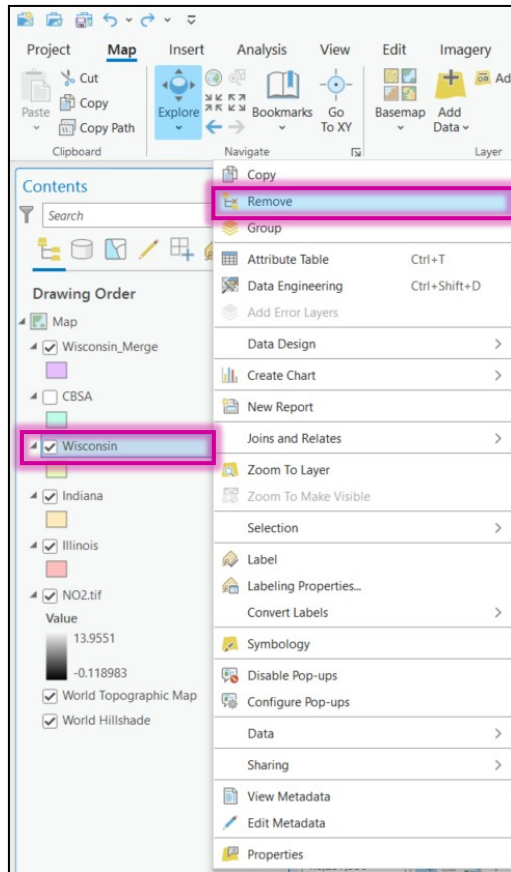 Project Map Insert Analysis View Edit Imagery
Cut
Copy
Copy Path
Paste
Clipboard
Explore
Bookmarks
Go To XY
Navigate
Basemap
Add Data
Ad
Layer
Contents
Search
Drawing Order
Map
Wisconsin_Merge
CBSA
Wisconsin
Indiana
Illinois
NO2.tif
Value
13.9551
-0.118983
World Topographic Map
World Hillshade
Copy
Remove
Group
Attribute Table Ctrl+T
Data Engineering Ctrl+Shift+D
Add Error Layers
Data Design
Create Chart
New Report
Joins and Relates
Zoom To Layer
Zoom To Make Visible
Selection
Label
Labeling Properties...
Convert Labels
Symbology
Disable Pop-ups
Configure Pop-ups
Data
Sharing
View Metadata
Edit Metadata
Properties